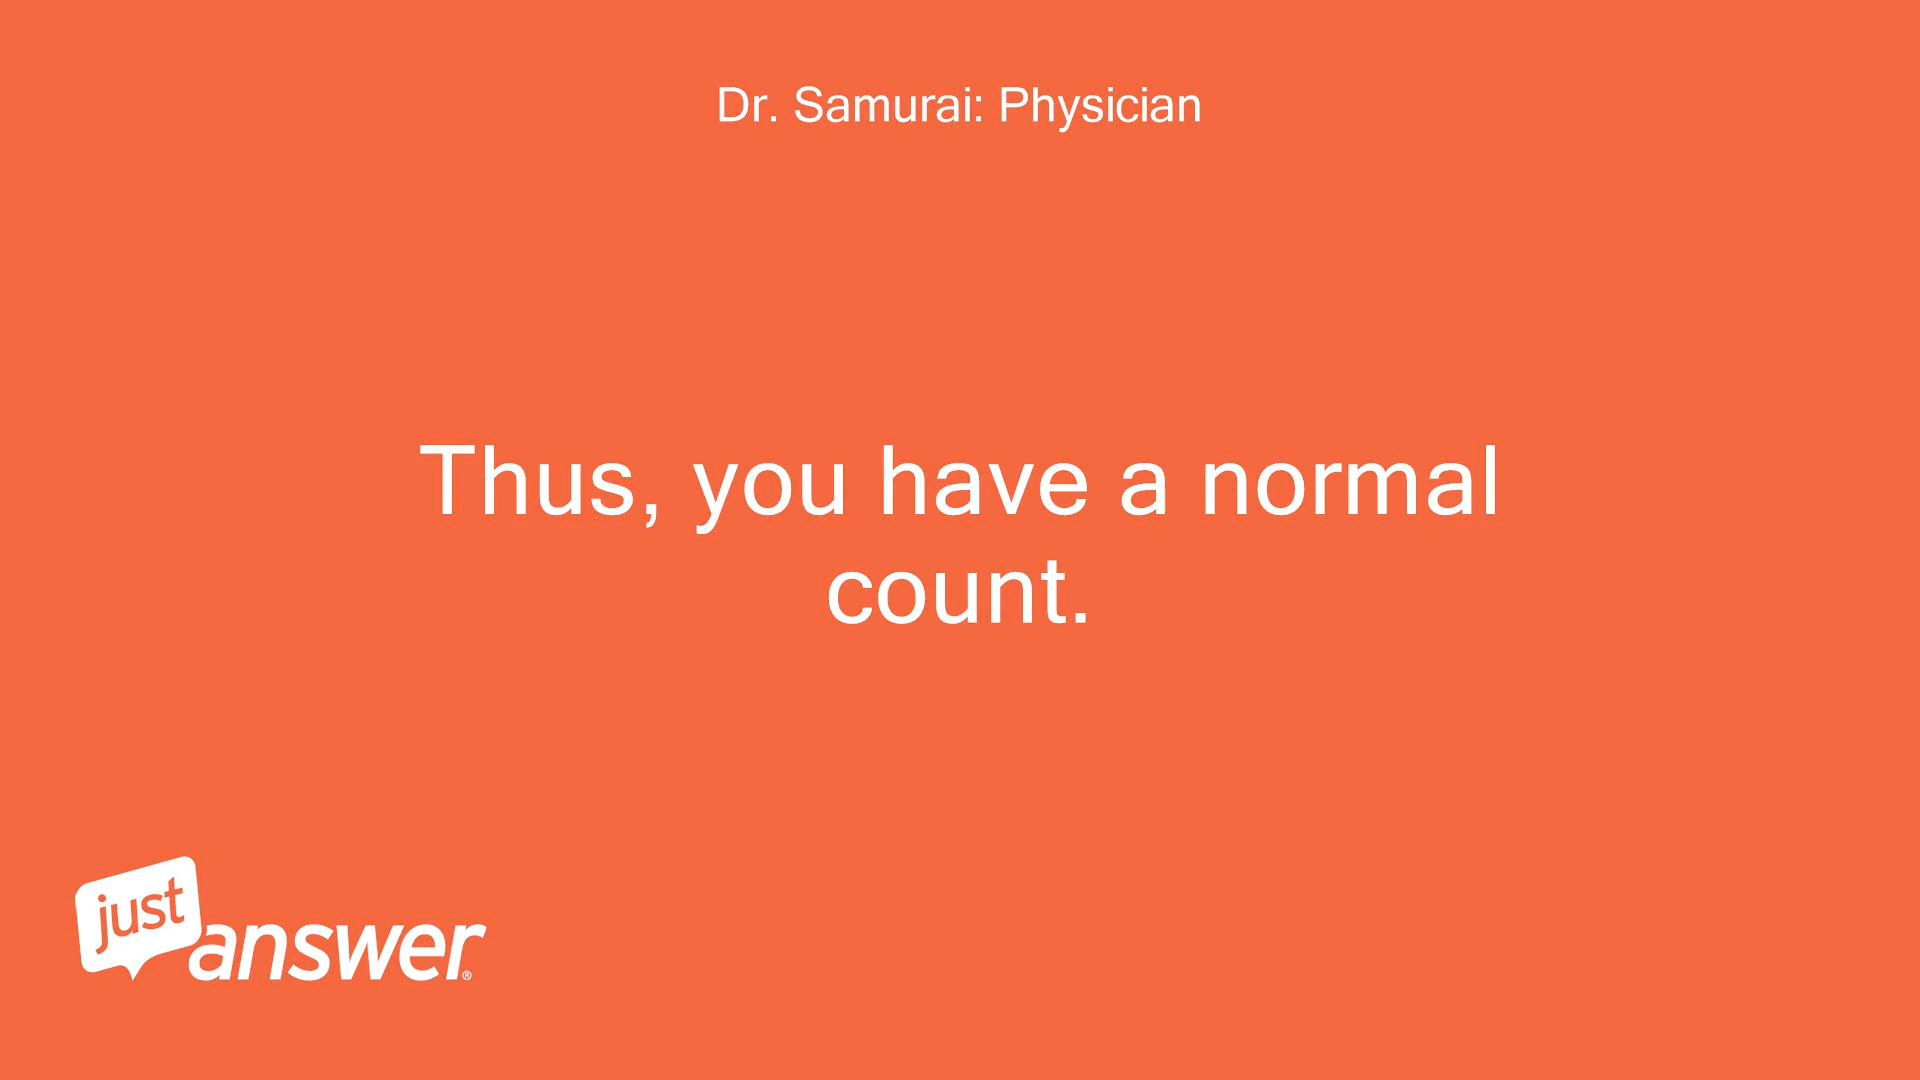 Dr. Samurai: Physician
Thus, you have a normal
count.
just
answer®